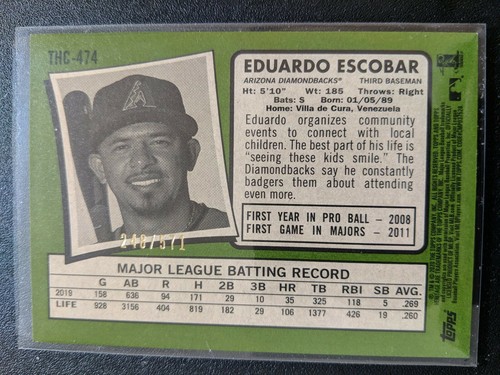 THC-474
EDUARDO ESCOBAR
ARIZONA DIAMONDBACKS® THIRD BASEMAN
Ht: 5'10" Wt: 185 Throws: Right
Bats: S Born: 01/05/89
Home: Villa de Cura, Venezuela
Eduardo organizes community
events to connect with local
children. The best part of his life is
"seeing these kids smile." The
Diamondbacks say he constantly
badgers them about attending
even more.
FIRST YEAR IN PRO BALL – 2008
FIRST GAME IN MAJORS – 2011
MAJOR LEAGUE BATTING RECORD
G AB R H 2B 3B HR TB RBI SB AVG.
2019 158 636 94 171 29 10 35 325 118 5 .269
LIFE 928 3156 404 819 182 29 106 1377 426 19 .260
topps